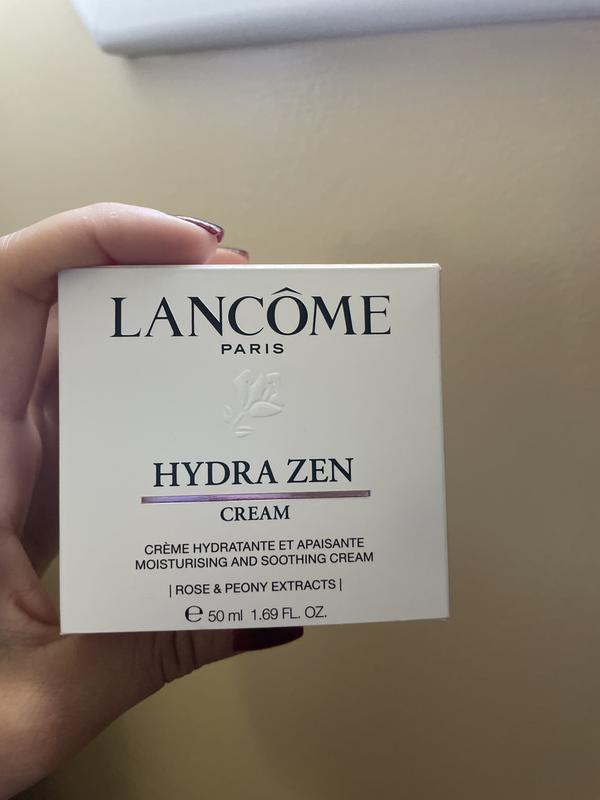 LANCÔME
PARIS
HYDRA ZEN
CREAM
CRÈME HYDRATANTE ET APAISANTE
MOISTURISING AND SOOTHING CREAM
| ROSE & PEONY EXTRACTS |
℮ 50 ml 1.69 FL. OZ.